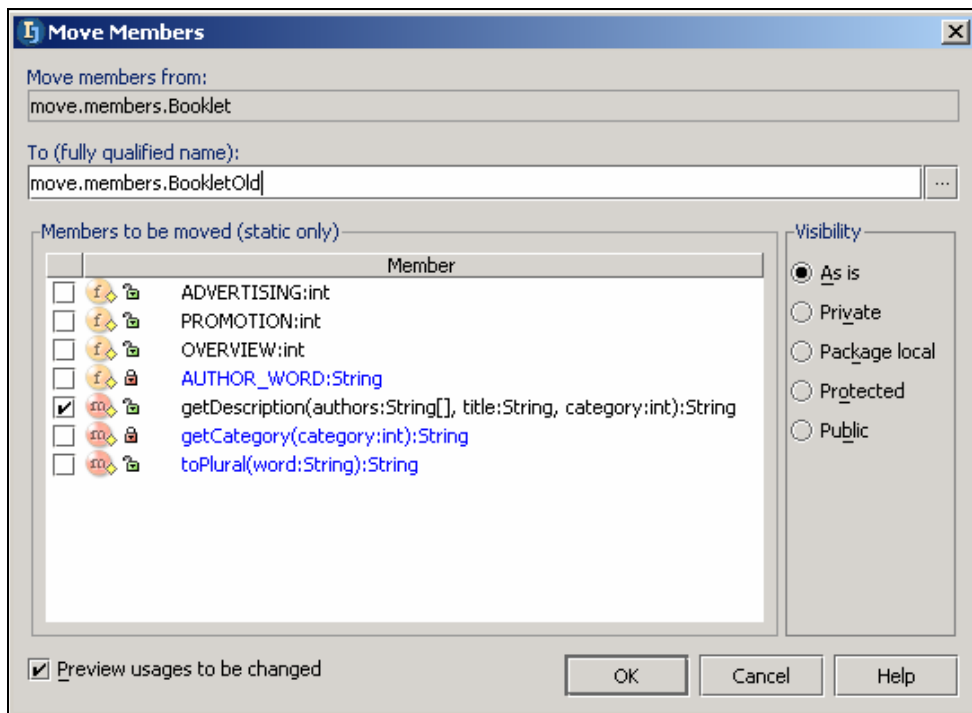 Move Members
Move members from:
move.members.Booklet
To (fully qualified name):
move.members.BookletOld
...
Members to be moved (static only)
Member
ADVERTISING:int
PROMOTION:int
OVERVIEW:int
AUTHOR_WORD:String
getDescription(authors:String[], title:String, category:int):String
getCategory(category:int):String
toPlural(word:String):String
Visibility
As is
Private
Package local
Protected
Public
Preview usages to be changed
OK
Cancel
Help